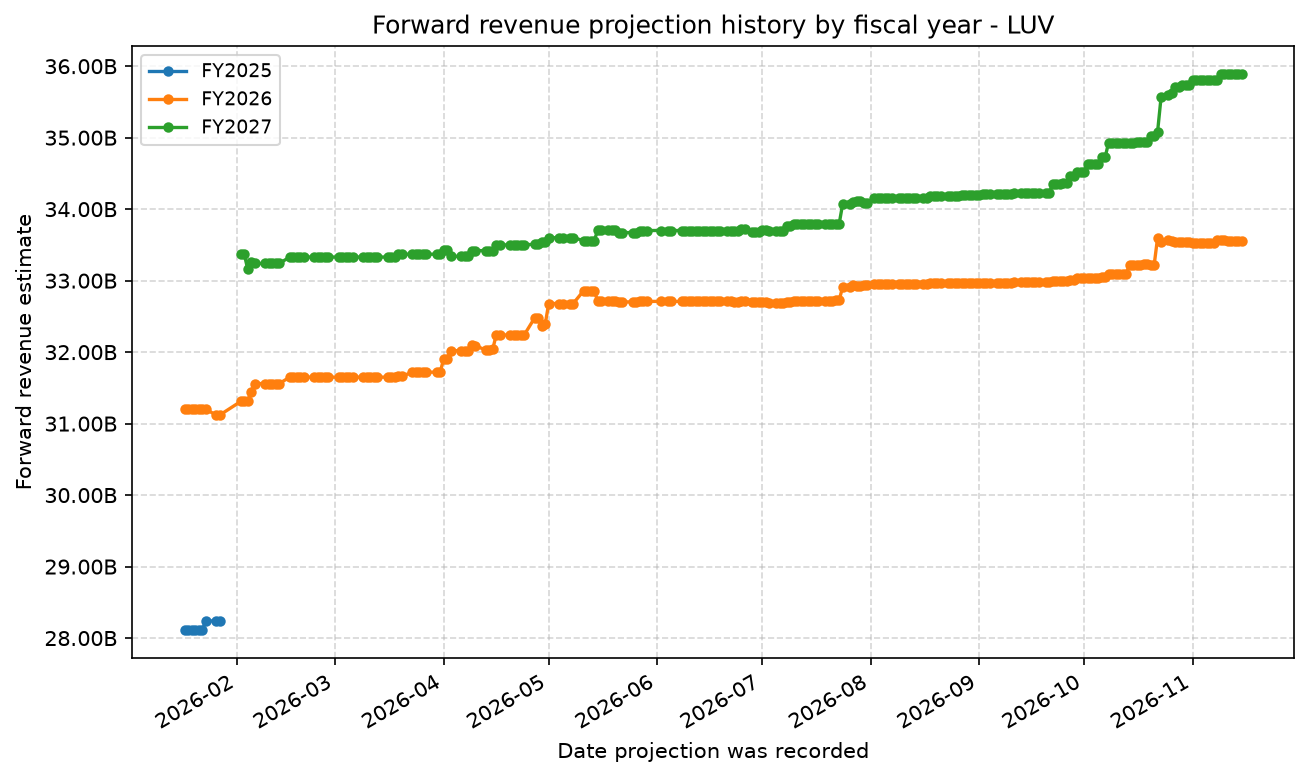 Forward revenue projection history by fiscal year - LUV
FY2025
FY2026
FY2027
36.00B
35.00B
34.00B
33.00B
32.00B
31.00B
30.00B
29.00B
28.00B
Forward revenue estimate
2026-02
2026-03
2026-04
2026-05
2026-06
2026-07
2026-08
2026-09
2026-10
2026-11
Date projection was recorded